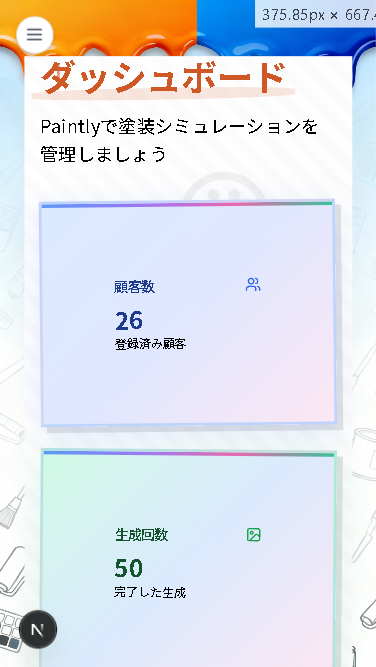 375.85px × 667.4
ダッシュボード
Paintlyで塗装シミュレーションを
管理しましょう
顧客数
26
登録済み顧客
生成回数
50
完了した生成
N